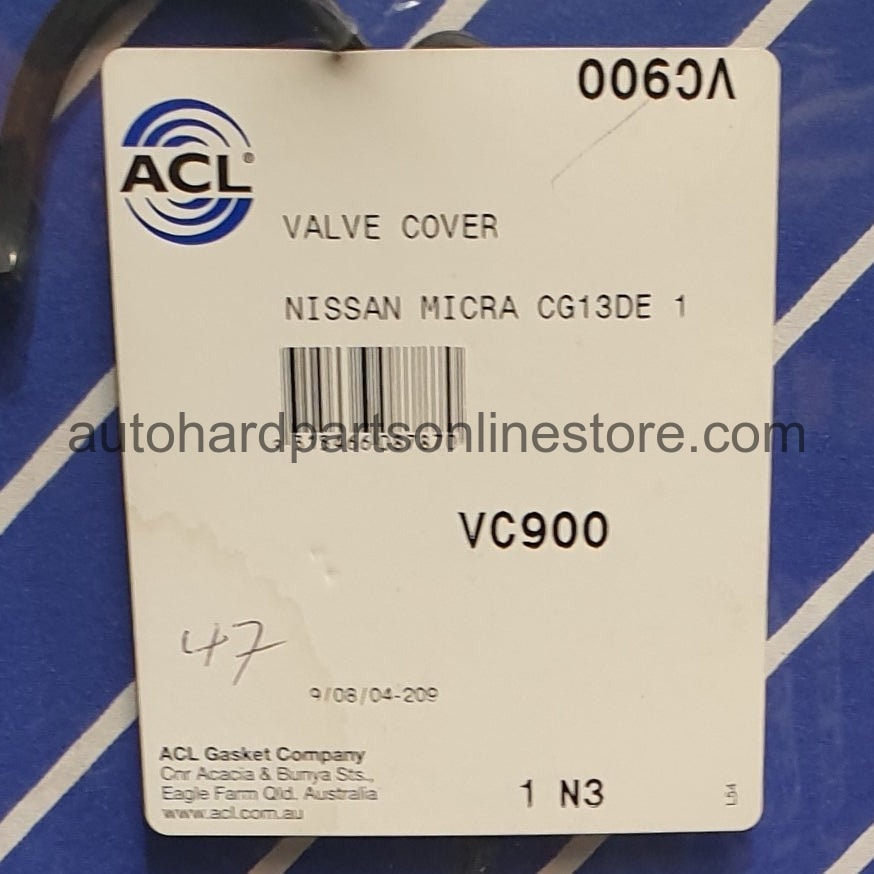 VC900
ACL®
VALVE COVER
NISSAN MICRA CG13DE 1
autohardpartsonlinestore.com
VC900
47
9/08/04-209
ACL Gasket Company
Cnr Acacia & Bunya Sts.,
Eagle Farm Qld. Australia
www.acl.com.au
1 N3